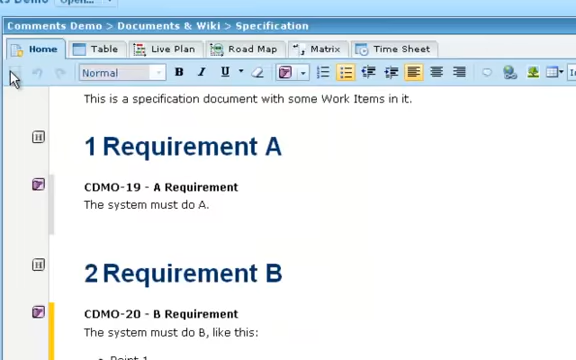 Comments Demo > Documents & Wiki > Specification
Home Table Live Plan Road Map Matrix Time Sheet
Normal B I U
This is a specification document with some Work Items in it.
1 Requirement A
CDMO-19 - A Requirement
The system must do A.
2 Requirement B
CDMO-20 - B Requirement
The system must do B, like this: